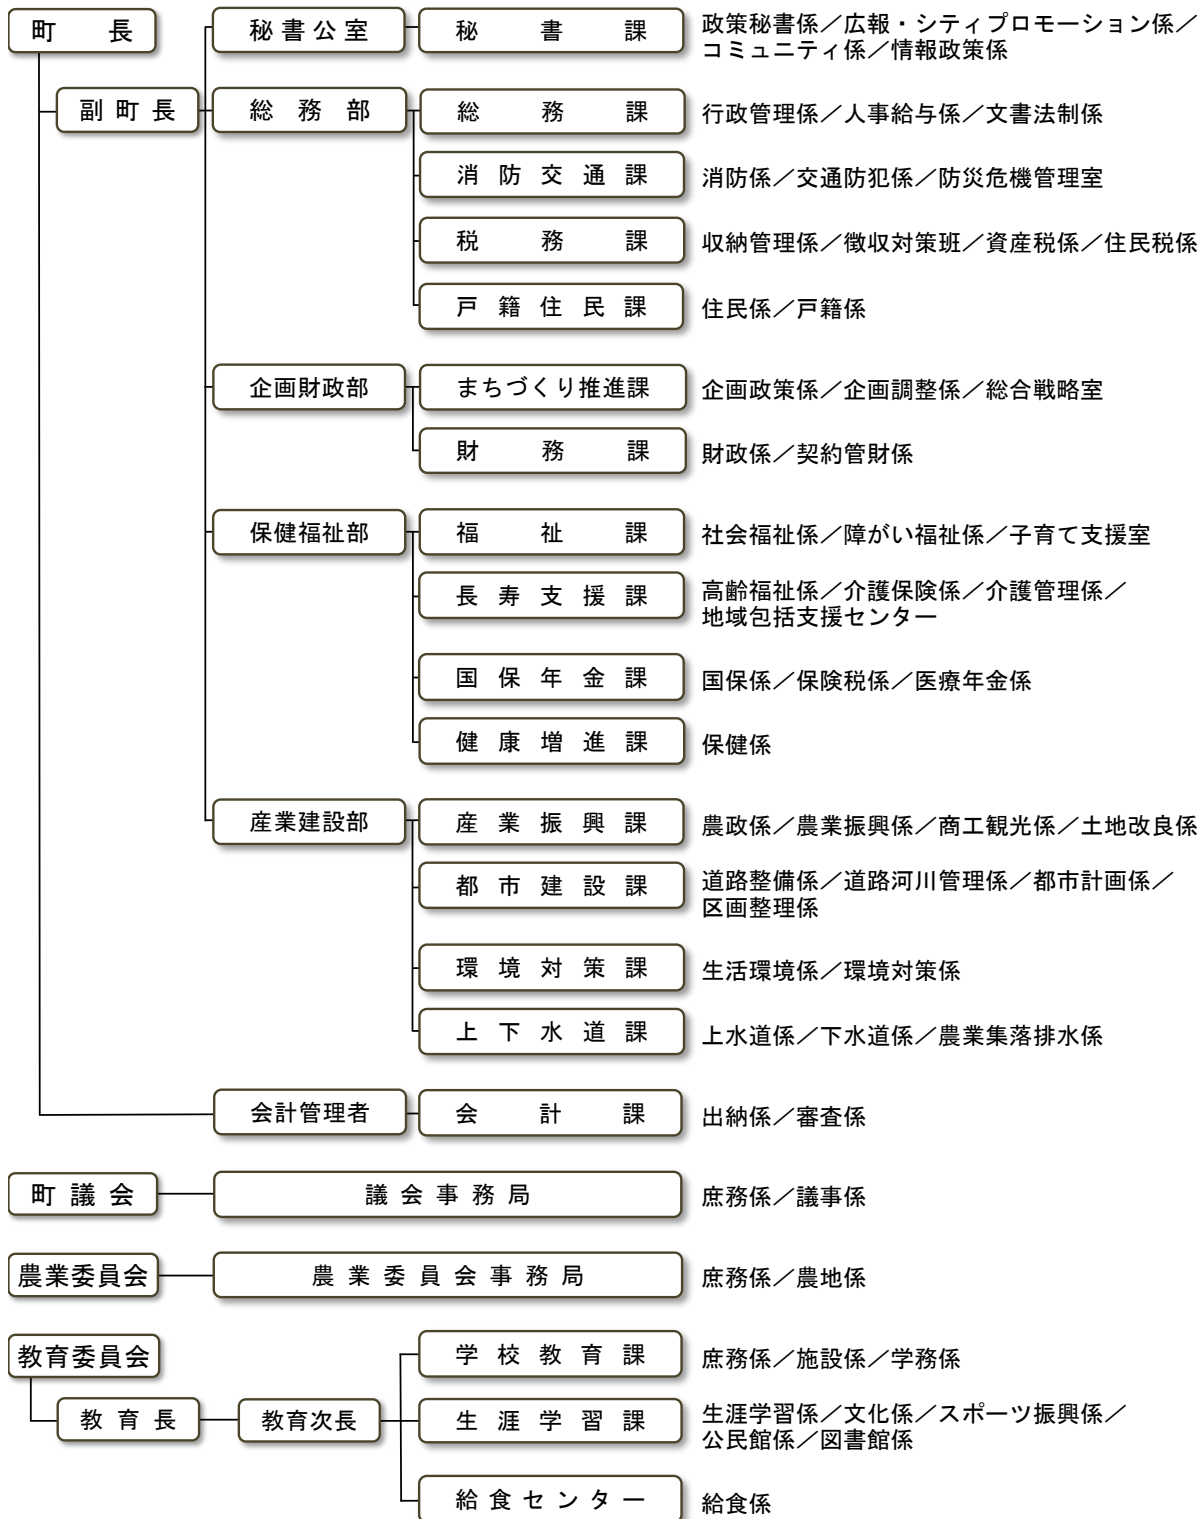 町長
秘書公室
秘書課
政策秘書係／広報・シティプロモーション係／
コミュニティ係／情報政策係
副町長
総務部
総務課
行政管理係／人事給与係／文書法制係
消防交通課
消防係／交通防犯係／防災危機管理室
税務課
収納管理係／徴収対策班／資産税係／住民税係
戸籍住民課
住民係／戸籍係
企画財政部
まちづくり推進課
企画政策係／企画調整係／総合戦略室
財務課
財政係／契約管財係
保健福祉部
福祉課
社会福祉係／障がい福祉係／子育て支援室
長寿支援課
高齢福祉係／介護保険係／介護管理係／
地域包括支援センター
国保年金課
国保係／保険税係／医療年金係
健康増進課
保健係
産業建設部
産業振興課
農政係／農業振興係／商工観光係／土地改良係
都市建設課
道路整備係／道路河川管理係／都市計画係／
区画整理係
環境対策課
生活環境係／環境対策係
上下水道課
上水道係／下水道係／農業集落排水係
会計管理者
会計課
出納係／審査係
町議会
議会事務局
庶務係／議事係
農業委員会
農業委員会事務局
庶務係／農地係
教育委員会
学校教育課
庶務係／施設係／学務係
教育長
教育次長
生涯学習課
生涯学習係／文化係／スポーツ振興係／
公民館係／図書館係
給食センター
給食係